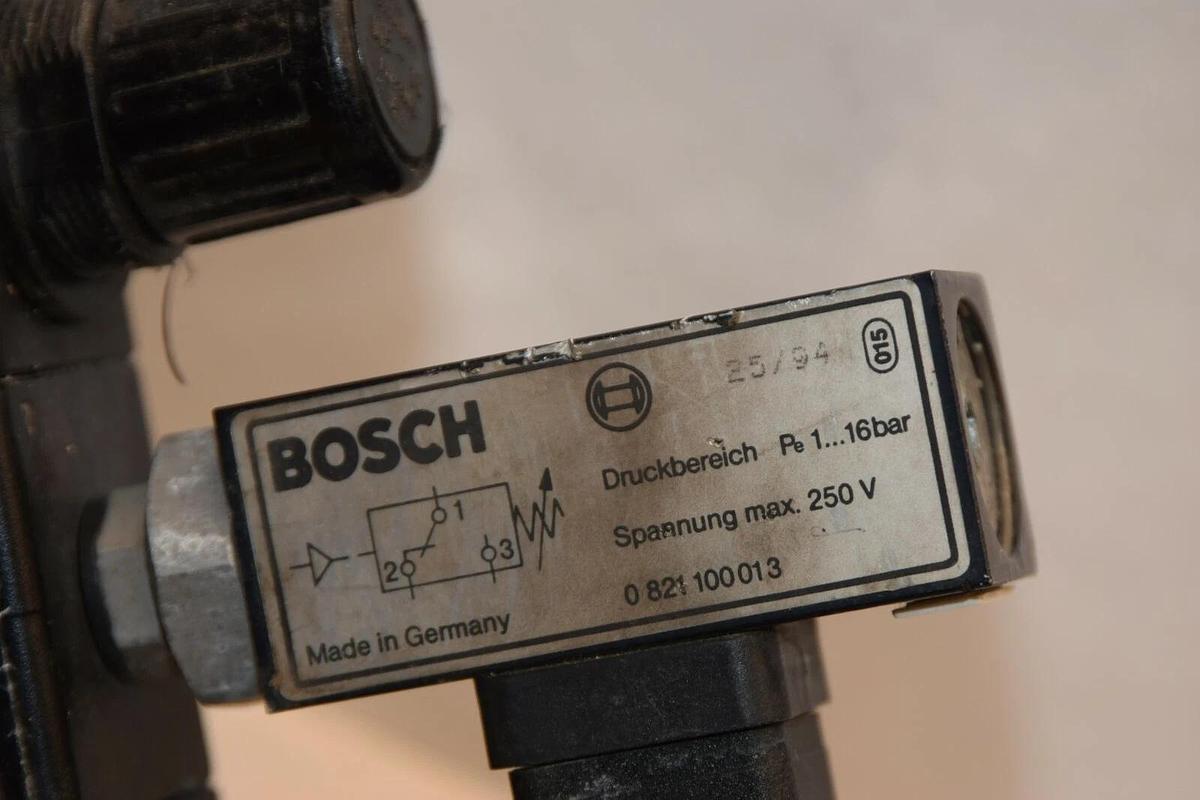 BOSCH
25/94
015
Druckbereich Pe 1...16bar
Spannung max. 250 V
0 821 100 013
1
2
3
Made in Germany